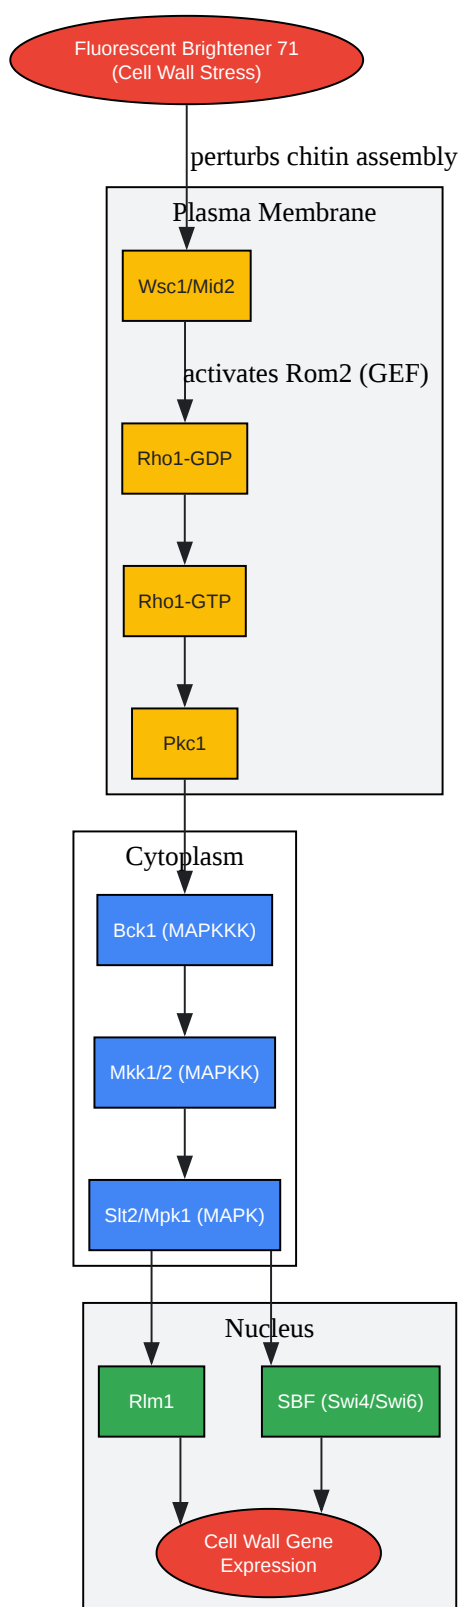 Fluorescent Brightener 71
(Cell Wall Stress)
perturbs chitin assembly
Plasma Membrane
Wsc1/Mid2
activates Rom2 (GEF)
Rho1-GDP
Rho1-GTP
Pkc1
Cytoplasm
Bck1 (MAPKKK)
Mkk1/2 (MAPKK)
Slt2/Mpk1 (MAPK)
Nucleus
Rlm1
SBF (Swi4/Swi6)
Cell Wall Gene
Expression